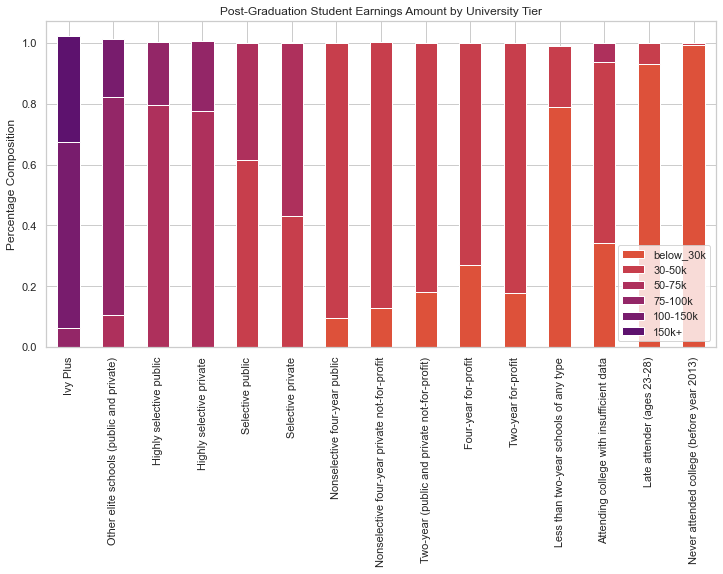 Post-Graduation Student Earnings Amount by University Tier
Percentage Composition
1.0
0.8
0.6
0.4
0.2
0.0
below_30k
30-50k
50-75k
75-100k
100-150k
150k+
Ivy Plus
Other elite schools (public and private)
Highly selective public
Highly selective private
Selective public
Selective private
Nonselective four-year public
Nonselective four-year private not-for-profit
Two-year (public and private not-for-profit)
Four-year for-profit
Two-year for-profit
Less than two-year schools of any type
Attending college with insufficient data
Late attender (ages 23-28)
Never attended college (before year 2013)